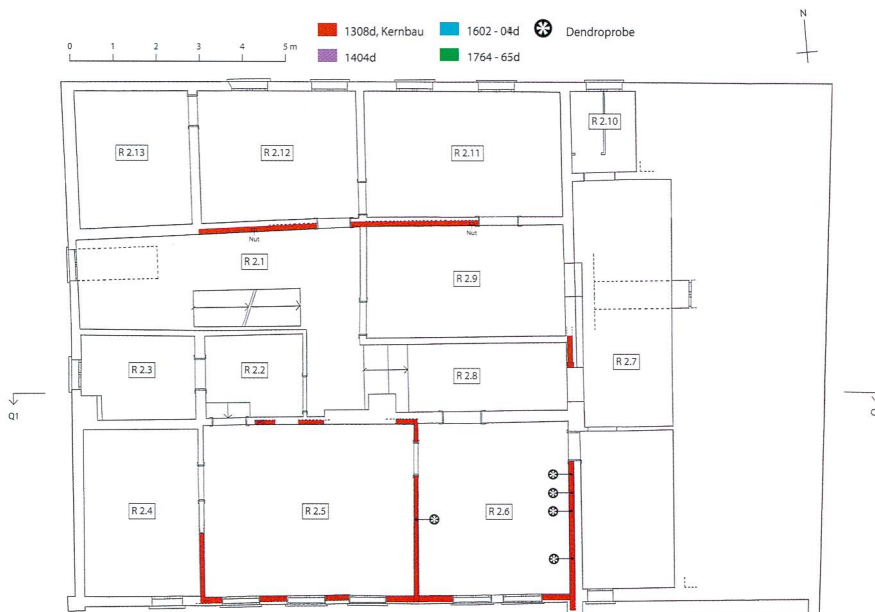 N
0 1 2 3 4 5 m
1308d, Kernbau
1602 - 04d
Dendroprobe
1404d
1764 - 65d
R 2.13
R 2.12
R 2.11
R 2.10
Nut
Nut
R 2.1
R 2.9
R 2.7
R 2.3
R 2.2
R 2.8
Q1
Q
R 2.4
R 2.5
R 2.6